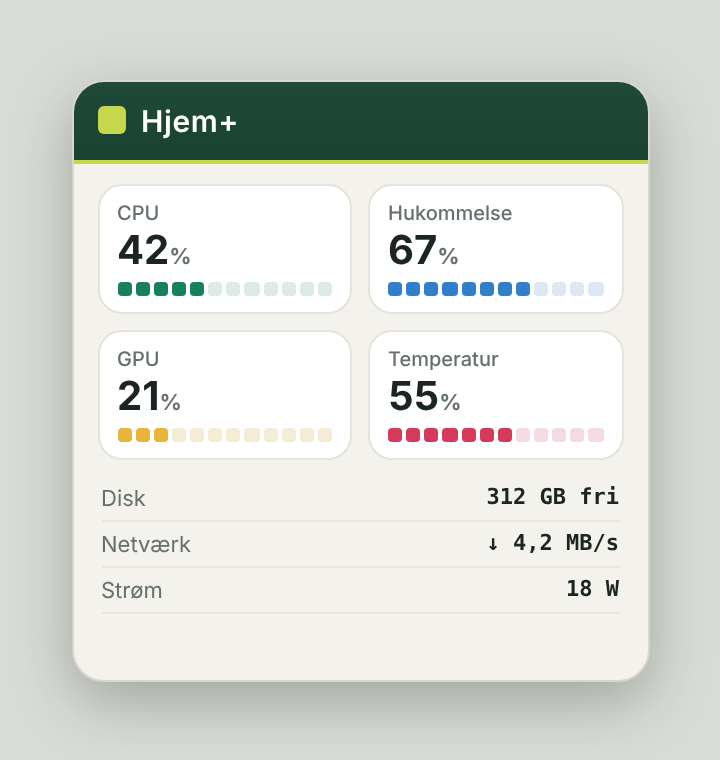 Hjem+
CPU
42%
Hukommelse
67%
GPU
21%
Temperatur
55%
Disk 312 GB fri
Netværk ↓ 4,2 MB/s
Strøm 18 W